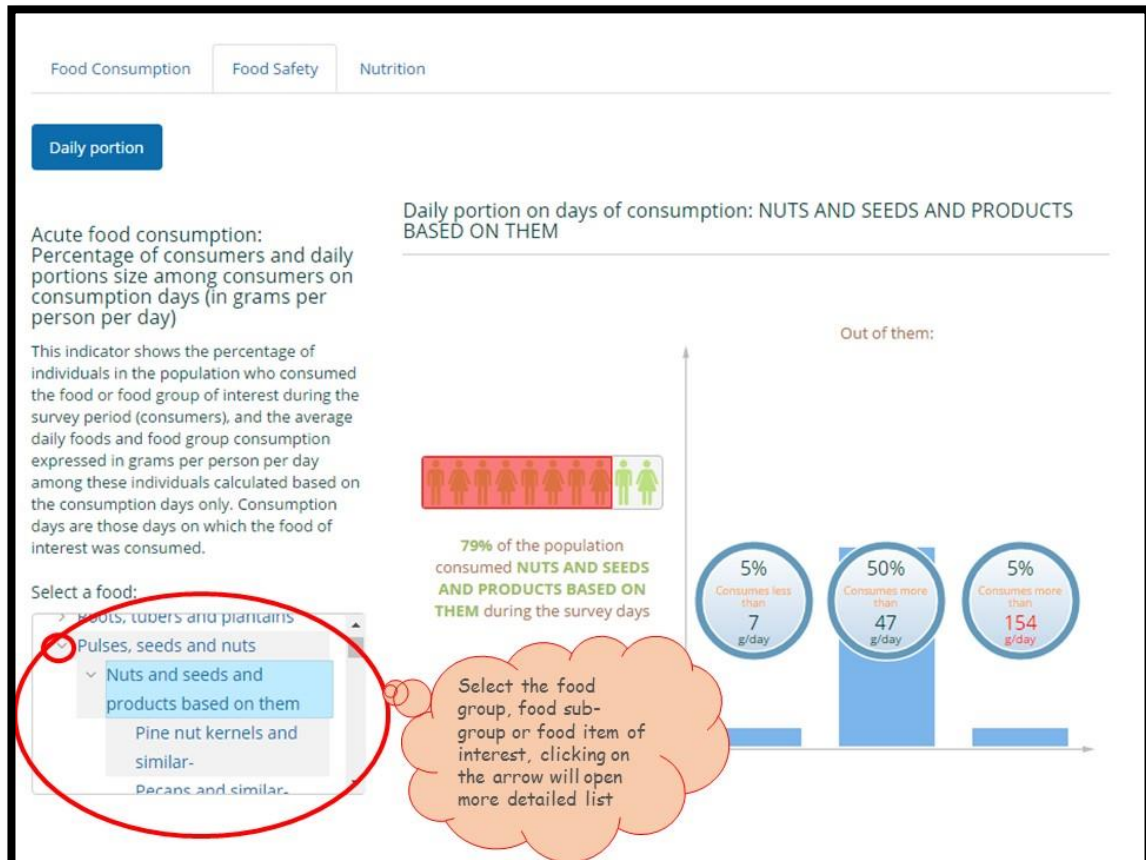 Food Consumption
Food Safety
Nutrition
Daily portion
Acute food consumption:
Percentage of consumers and daily
portions size among consumers on
consumption days (in grams per
person per day)
This indicator shows the percentage of
individuals in the population who consumed
the food or food group of interest during the
survey period (consumers), and the average
daily foods and food group consumption
expressed in grams per person per day
among these individuals calculated based on
the consumption days only. Consumption
days are those days on which the food of
interest was consumed.
Select a food:
Roots, tubers and plantains
Pulses, seeds and nuts
Nuts and seeds and
products based on them
Pine nut kernels and
similar-
Pecans and similar-
Daily portion on days of consumption: NUTS AND SEEDS AND PRODUCTS
BASED ON THEM
Out of them:
79% of the population
consumed NUTS AND SEEDS
AND PRODUCTS BASED ON
THEM during the survey days
5%
Consumes less
than
7
g/day
50%
Consumes more
than
47
g/day
5%
Consumes more
than
154
g/day
Select the food
group, food sub-
group or food item of
interest, clicking on
the arrow will open
more detailed list